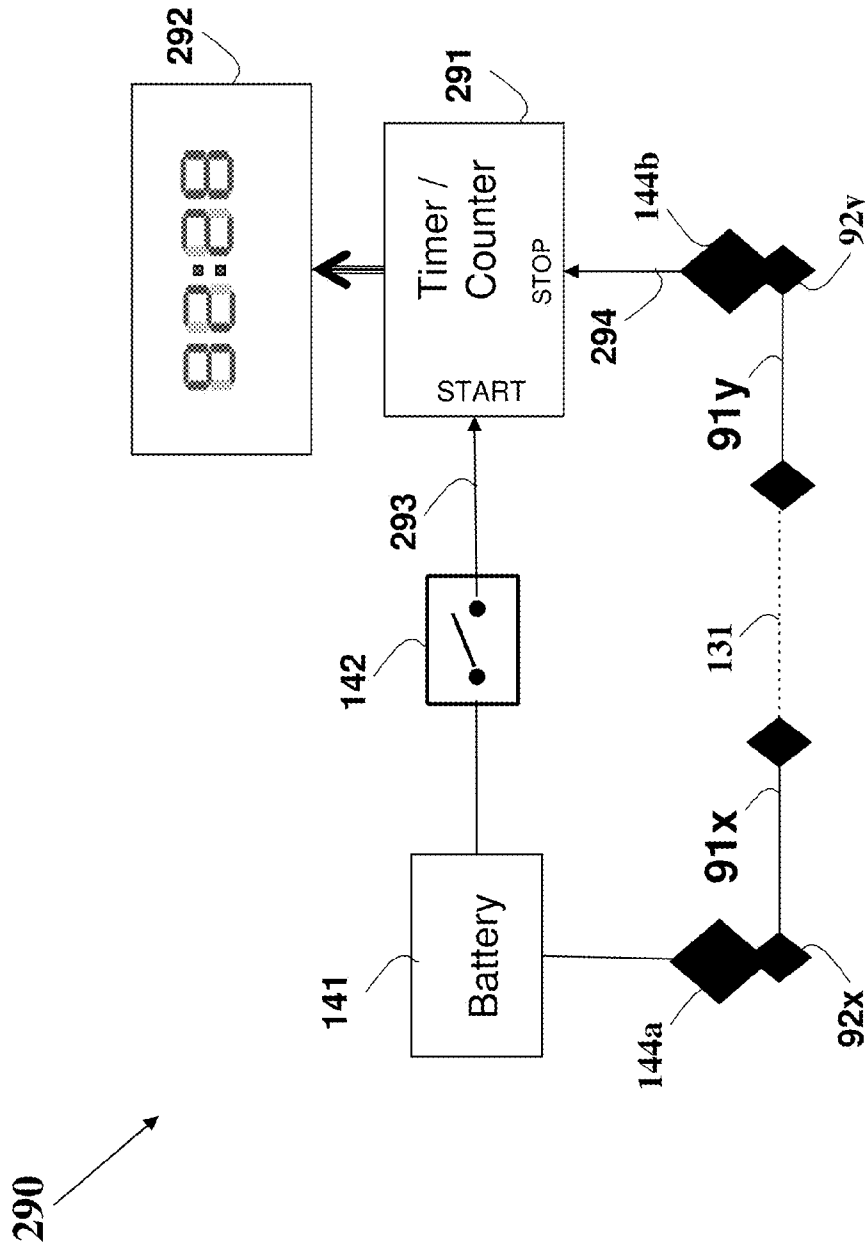 290
292
88:88
291
Timer /
Counter
START
STOP
293
142
141
Battery
294
144b
92y
91y
131
91x
144a
92x